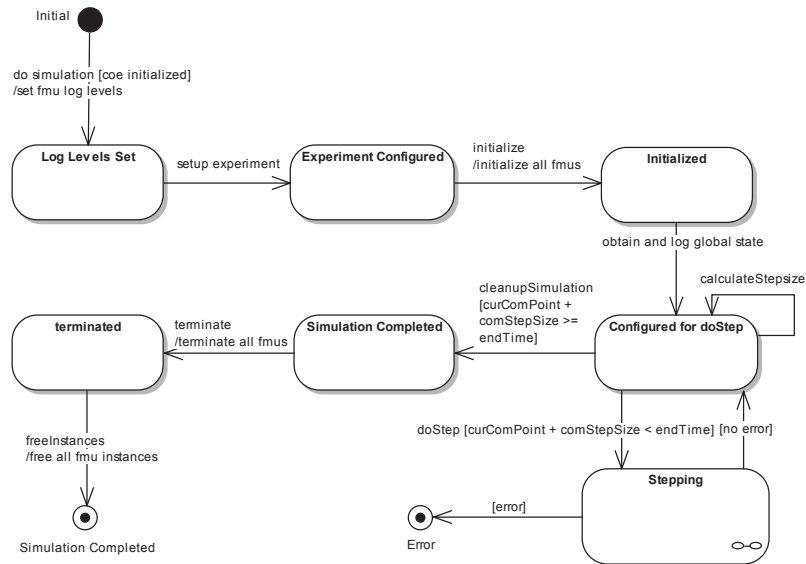 Initial
do simulation [coe initialized]
/set fmu log levels
Log Levels Set
setup experiment
Experiment Configured
initialize
/initialize all fmus
Initialized
obtain and log global state
calculateStepsize
Configured for doStep
cleanupSimulation
[curComPoint +
comStepSize >=
endTime]
Simulation Completed
terminate
/terminate all fmus
terminated
freeInstances
/free all fmu instances
Simulation Completed
doStep [curComPoint + comStepSize < endTime]
[no error]
Stepping
[error]
Error